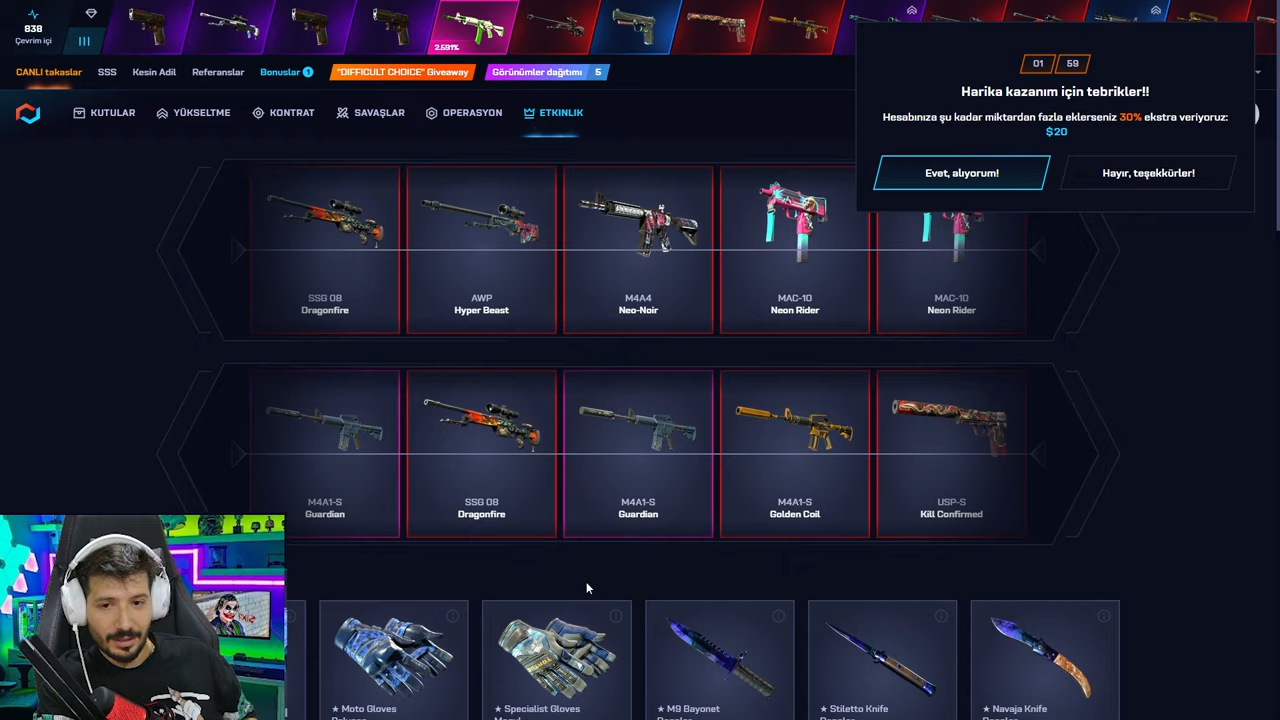 838
Çevrim içi
2.591%
CANLI takaslar
SSS
Kesin Adil
Referanslar
Bonuslar 1
"DIFFICULT CHOICE" Giveaway
Görünümler dağıtımı 5
KUTULAR
YÜKSELTME
KONTRAT
SAVAŞLAR
OPERASYON
ETKINLIK
01 59
Harika kazanım için tebrikler!!
Hesabınıza şu kadar miktardan fazla eklerseniz 30% ekstra veriyoruz:
$20
Evet, alıyorum!
Hayır, teşekkürler!
SSG 08
Dragonfire
AWP
Hyper Beast
M4A4
Neo-Noir
MAC-10
Neon Rider
MAC-10
Neon Rider
M4A1-S
Guardian
SSG 08
Dragonfire
M4A1-S
Guardian
M4A1-S
Golden Coil
USP-S
Kill Confirmed
★ Moto Gloves
★ Specialist Gloves
★ M9 Bayonet
★ Stiletto Knife
★ Navaja Knife